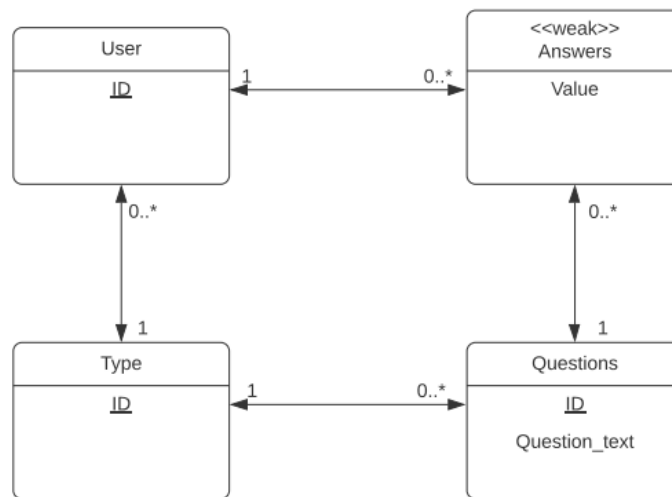 User
ID
<<weak>>
Answers
Value
1
0..*
0..*
1
0..*
1
Type
ID
1
0..*
Questions
ID
Question_text